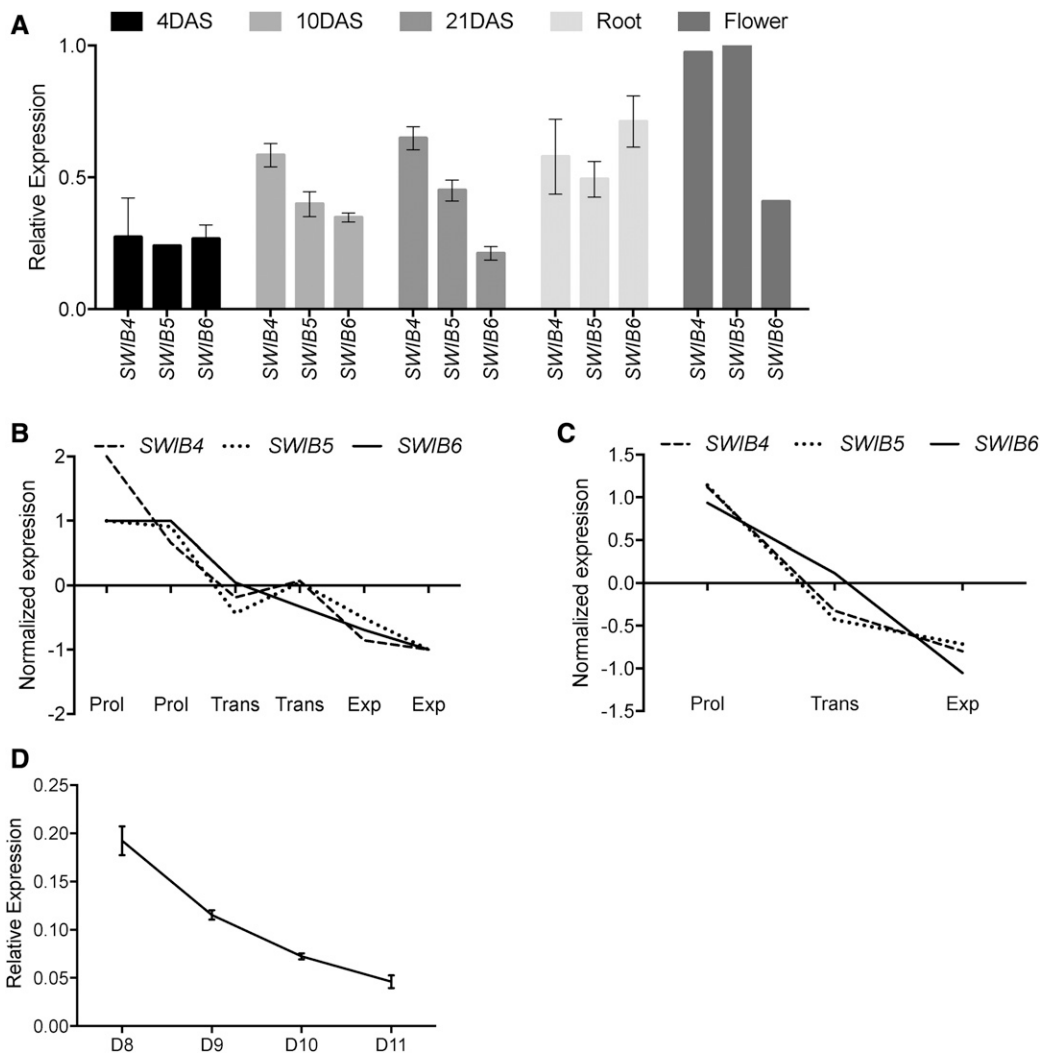 A
4DAS 10DAS 21DAS Root Flower
Relative Expression
1.0
0.5
0.0
SWIB4 SWIB5 SWIB6 SWIB4 SWIB5 SWIB6 SWIB4 SWIB5 SWIB6 SWIB4 SWIB5 SWIB6 SWIB4 SWIB5 SWIB6
B
SWIB4 SWIB5 SWIB6
Normalized expresison
2
1
0
-1
-2
Prol Prol Trans Trans Exp Exp
C
SWIB4 SWIB5 SWIB6
Normalized expresison
1.5
1.0
0.5
0.0
-0.5
-1.0
-1.5
Prol Trans Exp
D
Relative Expression
0.25
0.20
0.15
0.10
0.05
0.00
D8 D9 D10 D11